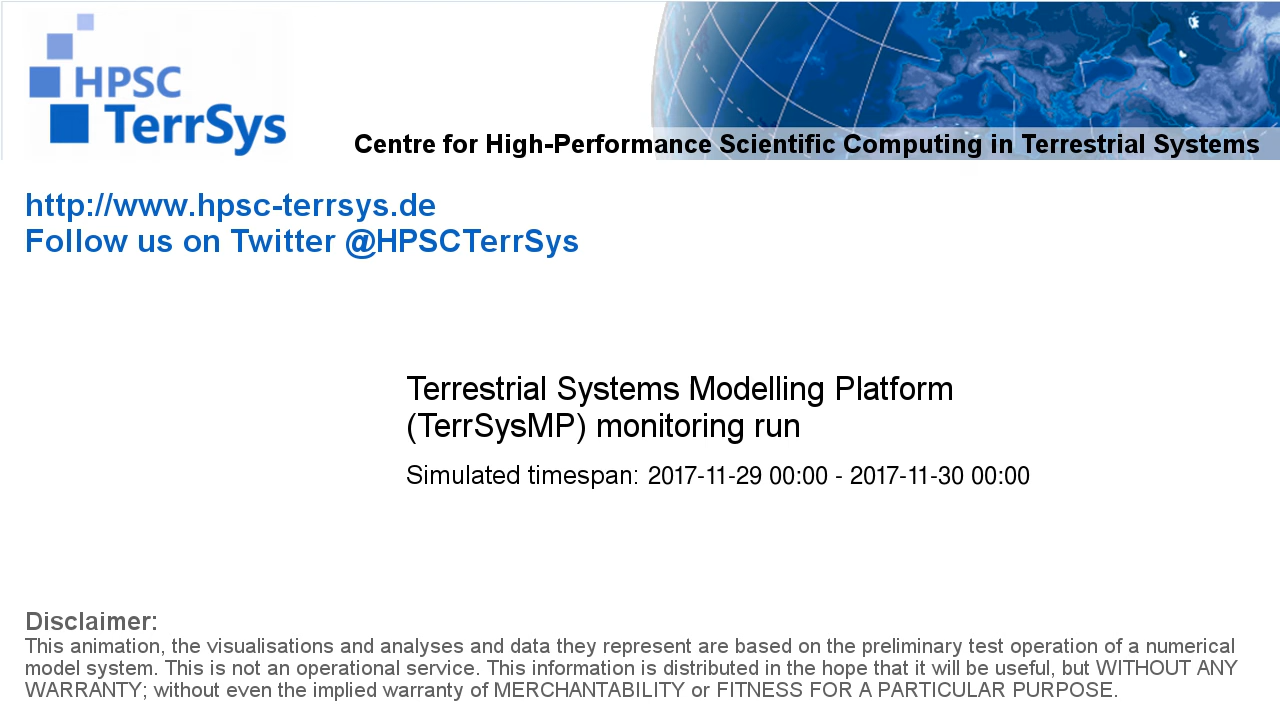 HPSC
TerrSys
Centre for High-Performance Scientific Computing in Terrestrial Systems
http://www.hpsc-terrsys.de
Follow us on Twitter @HPSCTerrSys
Terrestrial Systems Modelling Platform
(TerrSysMP) monitoring run
Simulated timespan: 2017-11-29 00:00 - 2017-11-30 00:00
Disclaimer:
This animation, the visualisations and analyses and data they represent are based on the preliminary test operation of a numerical
model system. This is not an operational service. This information is distributed in the hope that it will be useful, but WITHOUT ANY
WARRANTY; without even the implied warranty of MERCHANTABILITY or FITNESS FOR A PARTICULAR PURPOSE.